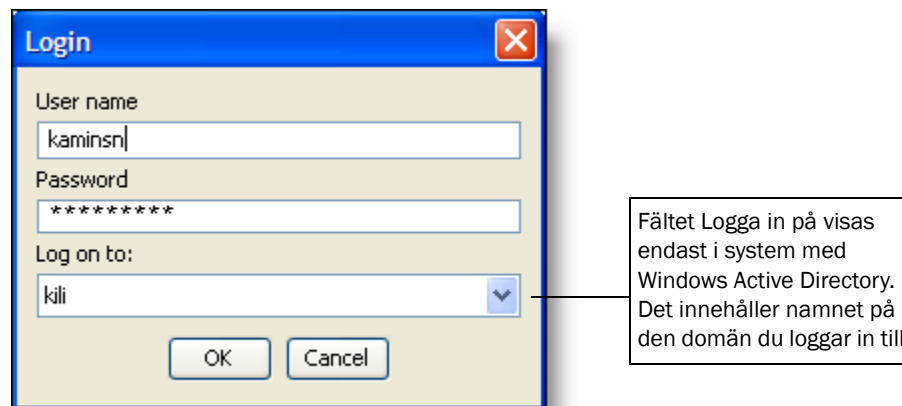 Login
User name
kaminsn
Password
*********
Log on to:
kili
OK Cancel
Fältet Logga in på visas
endast i system med
Windows Active Directory.
Det innehåller namnet på
den domän du loggar in till